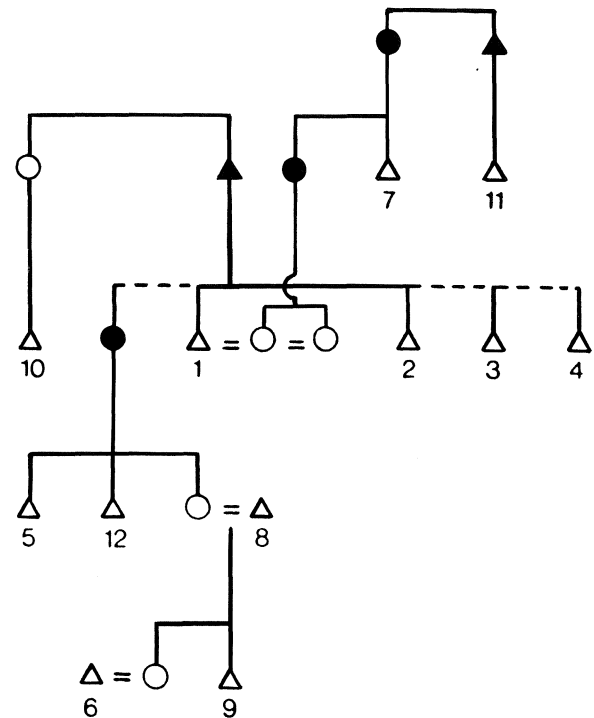 7 11
10 1 = = 2 3 4
5 12 = 8
6 = 9